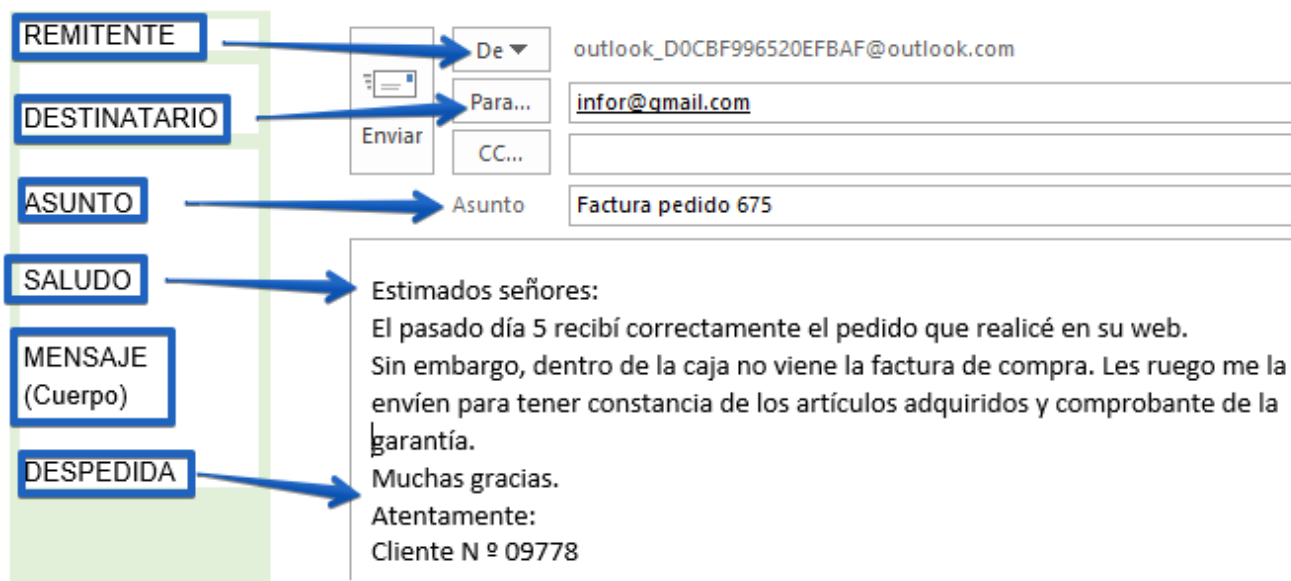 REMITENTE
De
outlook_D0CBF996520EFBAF@outlook.com
DESTINATARIO
Para...
infor@gmail.com
Enviar
CC...
ASUNTO
Asunto
Factura pedido 675
SALUDO
Estimados señores:
El pasado día 5 recibí correctamente el pedido que realicé en su web.
MENSAJE
(Cuerpo)
Sin embargo, dentro de la caja no viene la factura de compra. Les ruego me la
envíen para tener constancia de los artículos adquiridos y comprobante de la
garantía.
DESPEDIDA
Muchas gracias.
Atentamente:
Cliente N º 09778